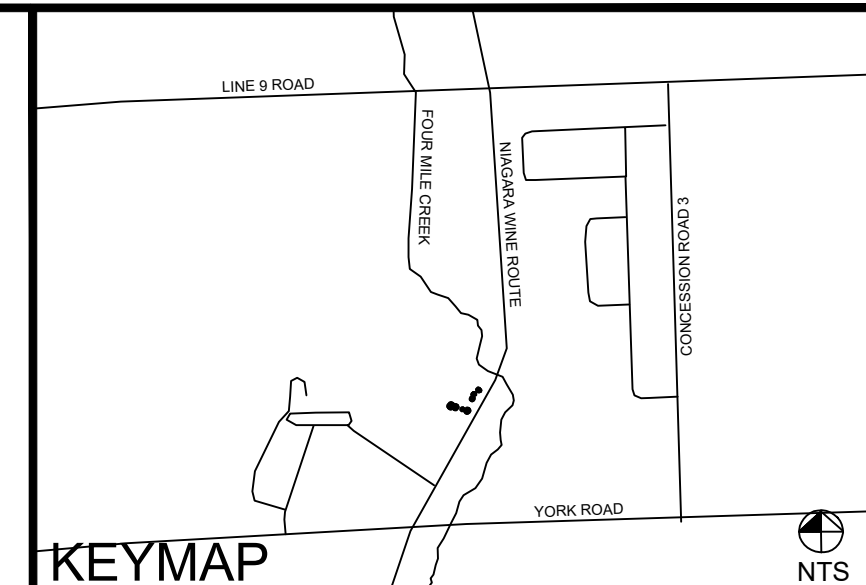 LINE 9 ROAD
FOUR MILE CREEK
NIAGARA WINE ROUTE
CONCESSION ROAD 3
YORK ROAD
KEYMAP
NTS